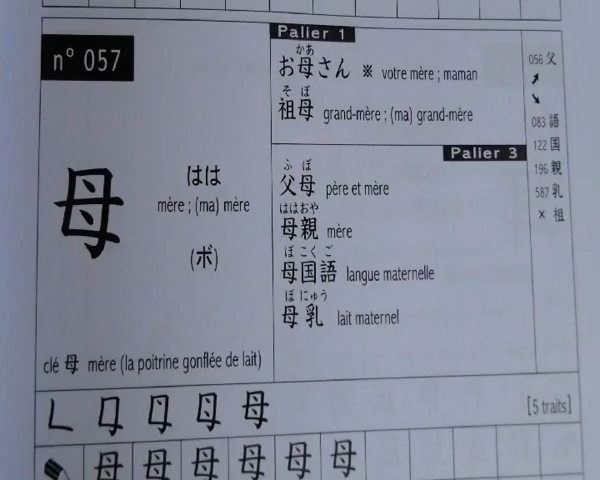 n° 057
母
はは
mère ; (ma) mère
(ボ)
clé 母 mère (la poitrine gonflée de lait)
Palier 1
かあ
お母さん ※ votre mère ; maman
そ ぼ
祖母 grand-mère ; (ma) grand-mère
Palier 3
ふ ぼ
父母 père et mère
ははおや
母親 mère
ぼ こく ご
母国語 langue maternelle
ぼ にゅう
母乳 lait maternel
056 父
↗
↘
083 語
122 国
196 親
587 乳
× 祖
母
[5 traits]
母 母 母 母 母 母